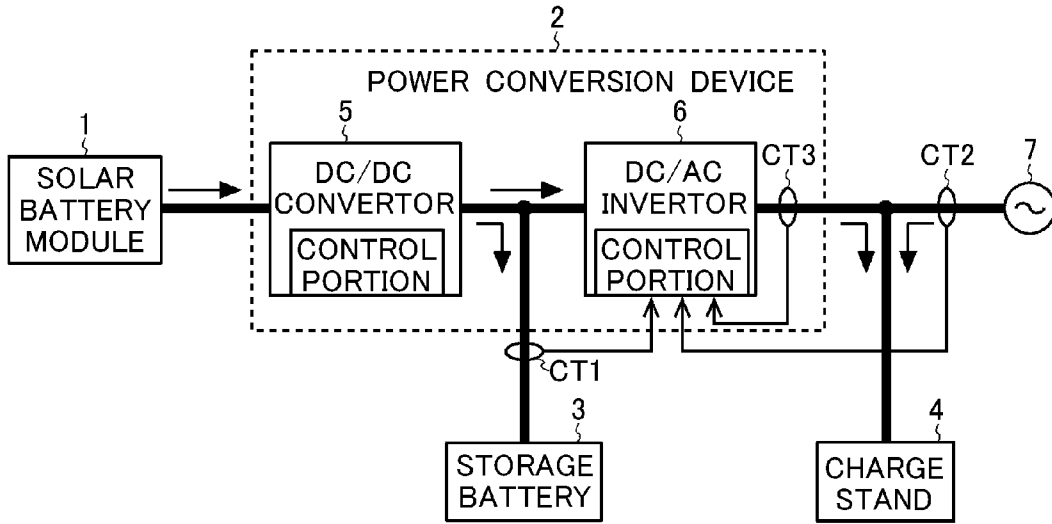 2
POWER CONVERSION DEVICE
1
SOLAR
BATTERY
MODULE
5
DC/DC
CONVERTOR
CONTROL
PORTION
6
DC/AC
INVERTOR
CONTROL
PORTION
CT3
CT2
7
CT1
3
STORAGE
BATTERY
4
CHARGE
STAND